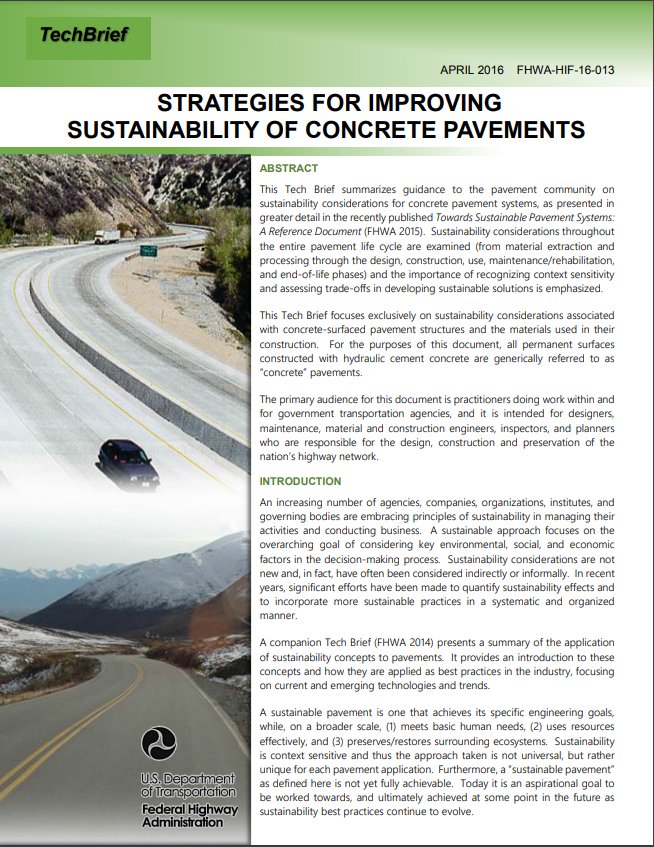 TechBrief
APRIL 2016 FHWA-HIF-16-013
STRATEGIES FOR IMPROVING
SUSTAINABILITY OF CONCRETE PAVEMENTS
ABSTRACT
This Tech Brief summarizes guidance to the pavement community on
sustainability considerations for concrete pavement systems, as presented in
greater detail in the recently published Towards Sustainable Pavement Systems:
A Reference Document (FHWA 2015). Sustainability considerations throughout
the entire pavement life cycle are examined (from material extraction and
processing through the design, construction, use, maintenance/rehabilitation,
and end-of-life phases) and the importance of recognizing context sensitivity
and assessing trade-offs in developing sustainable solutions is emphasized.
This Tech Brief focuses exclusively on sustainability considerations associated
with concrete-surfaced pavement structures and the materials used in their
construction. For the purposes of this document, all permanent surfaces
constructed with hydraulic cement concrete are generically referred to as
“concrete” pavements.
The primary audience for this document is practitioners doing work within and
for government transportation agencies, and it is intended for designers,
maintenance, material and construction engineers, inspectors, and planners
who are responsible for the design, construction and preservation of the
nation’s highway network.
INTRODUCTION
An increasing number of agencies, companies, organizations, institutes, and
governing bodies are embracing principles of sustainability in managing their
activities and conducting business. A sustainable approach focuses on the
overarching goal of considering key environmental, social, and economic
factors in the decision-making process. Sustainability considerations are not
new and, in fact, have often been considered indirectly or informally. In recent
years, significant efforts have been made to quantify sustainability effects and
to incorporate more sustainable practices in a systematic and organized
manner.
A companion Tech Brief (FHWA 2014) presents a summary of the application
of sustainability concepts to pavements. It provides an introduction to these
concepts and how they are applied as best practices in the industry, focusing
on current and emerging technologies and trends.
A sustainable pavement is one that achieves its specific engineering goals,
while, on a broader scale, (1) meets basic human needs, (2) uses resources
effectively, and (3) preserves/restores surrounding ecosystems. Sustainability
is context sensitive and thus the approach taken is not universal, but rather
unique for each pavement application. Furthermore, a “sustainable pavement”
as defined here is not yet fully achievable. Today it is an aspirational goal to
be worked towards, and ultimately achieved at some point in the future as
sustainability best practices continue to evolve.
U.S. Department
of Transportation
Federal Highway
Administration